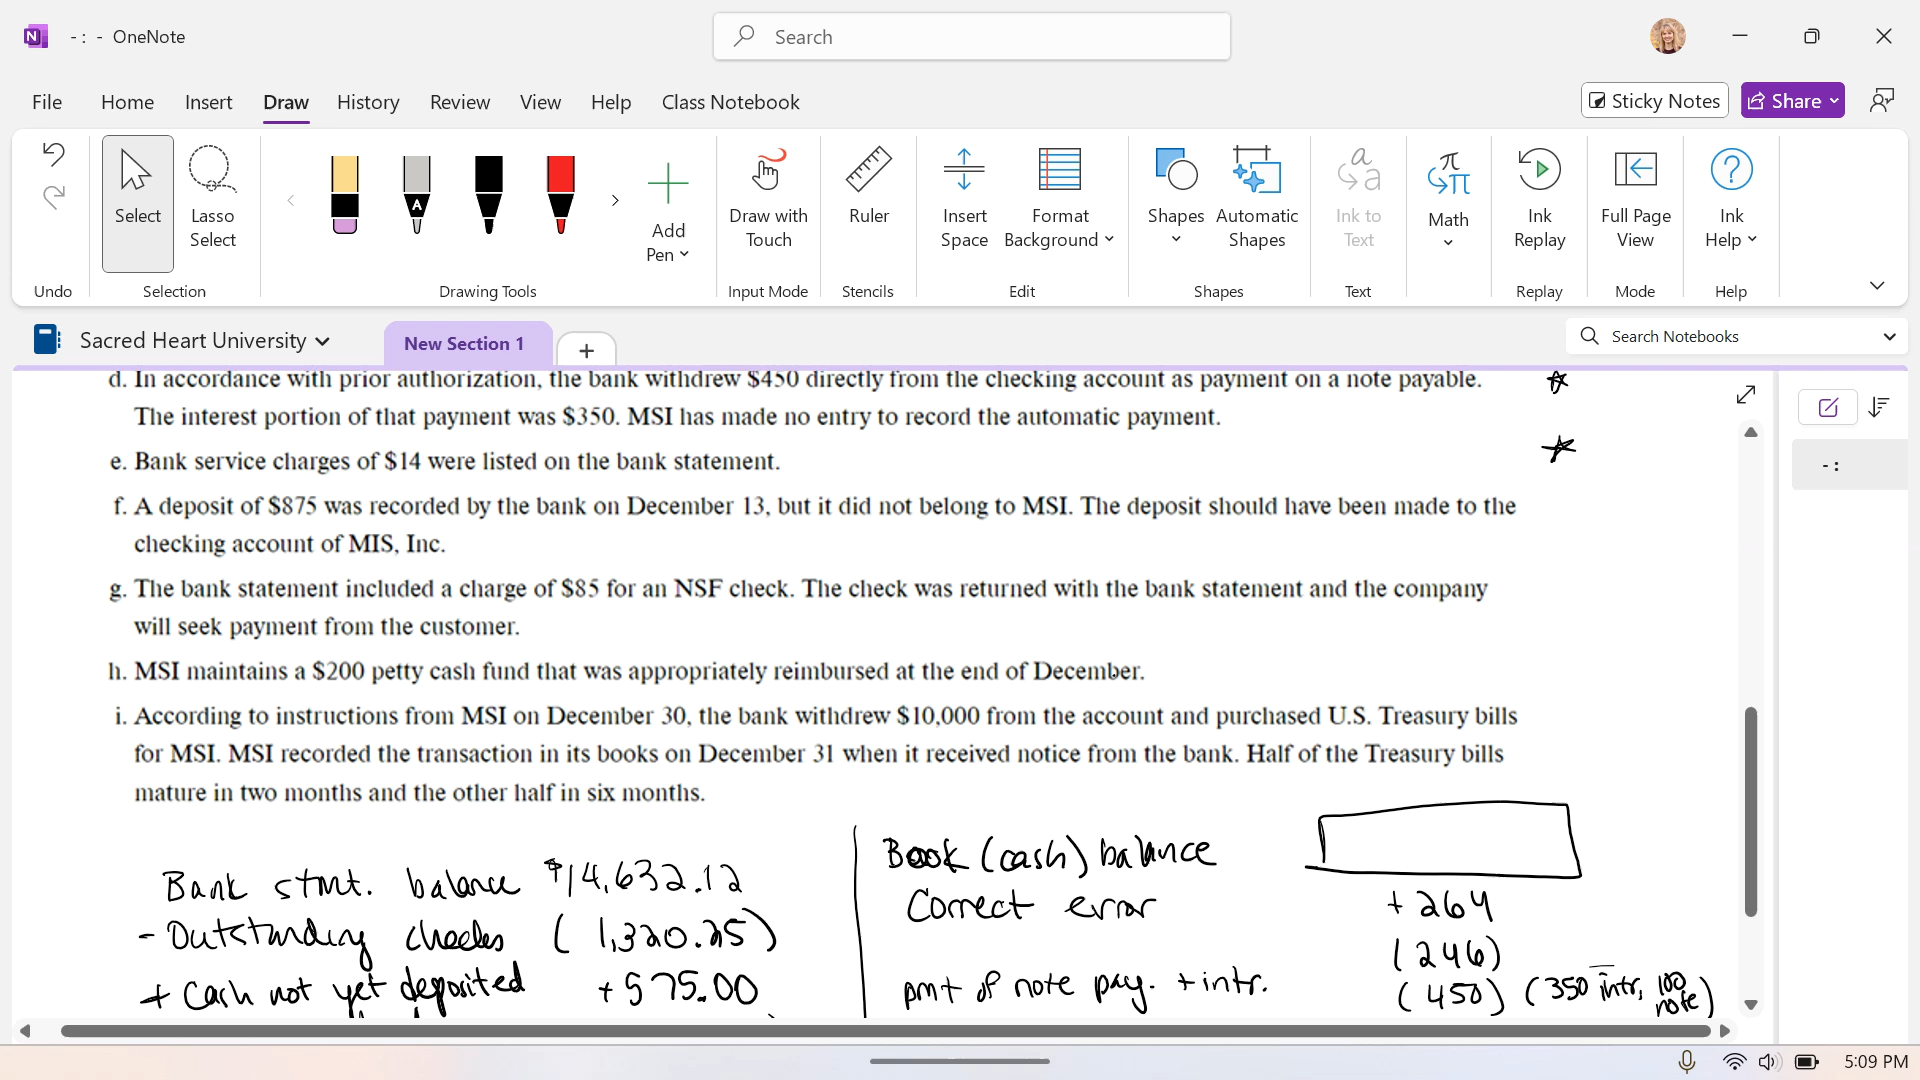 -: - OneNote
Search
File Home Insert Draw History Review View Help Class Notebook
Sticky Notes
Share
Select
Lasso Select
Add Pen
Draw with Touch
Ruler
Insert Space
Format Background
Shapes
Automatic Shapes
Ink to Text
Math
Ink Replay
Full Page View
Ink Help
Undo Selection Drawing Tools Input Mode Stencils Edit Shapes Text Replay Mode Help
Sacred Heart University
New Section 1
+
Search Notebooks
-:
d. In accordance with prior authorization, the bank withdrew $450 directly from the checking account as payment on a note payable.
The interest portion of that payment was $350. MSI has made no entry to record the automatic payment.
e. Bank service charges of $14 were listed on the bank statement.
f. A deposit of $875 was recorded by the bank on December 13, but it did not belong to MSI. The deposit should have been made to the
checking account of MIS, Inc.
g. The bank statement included a charge of $85 for an NSF check. The check was returned with the bank statement and the company
will seek payment from the customer.
h. MSI maintains a $200 petty cash fund that was appropriately reimbursed at the end of December.
i. According to instructions from MSI on December 30, the bank withdrew $10,000 from the account and purchased U.S. Treasury bills
for MSI. MSI recorded the transaction in its books on December 31 when it received notice from the bank. Half of the Treasury bills
mature in two months and the other half in six months.
Bank stmt. balance $14,632.12
- Outstanding checks (1,320.25)
+ Cash not yet deposited +575.00
Book (cash) balance
Correct error +264
(246)
pmt of note pay. + intr. (450) (350 intr, 100 note)
5:09 PM